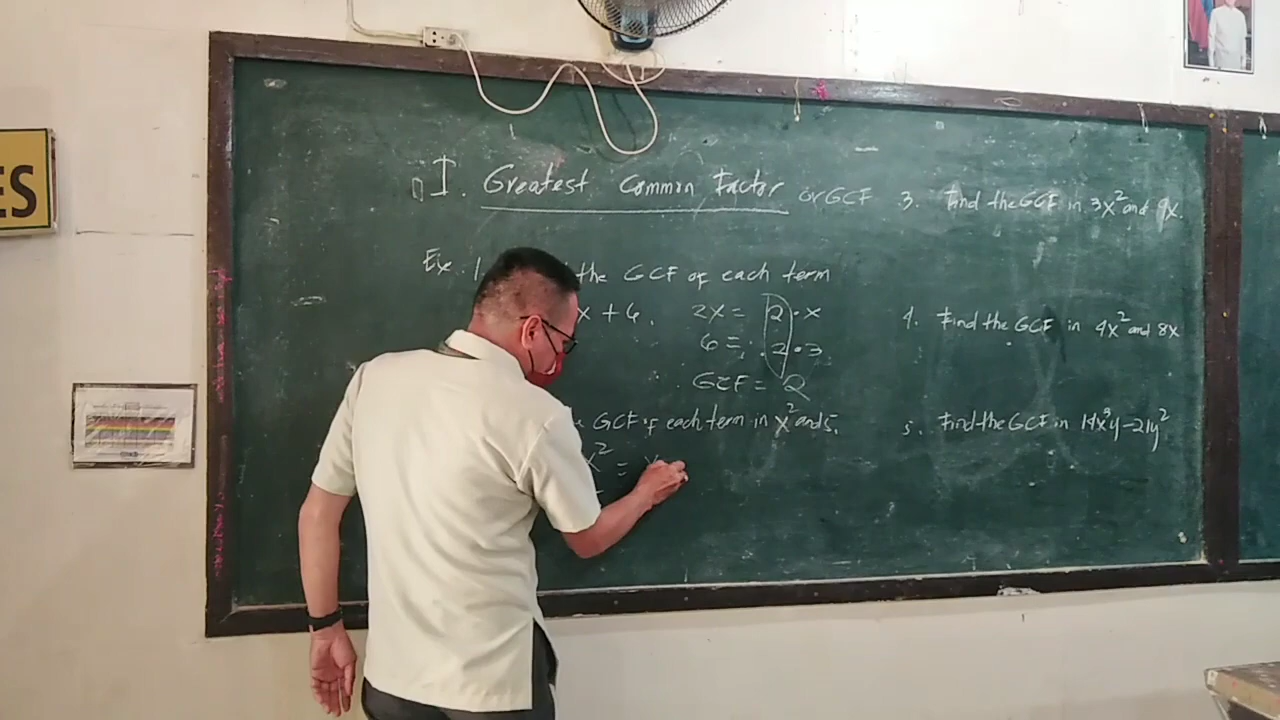 ES
I. Greatest Common Factor or GCF
Ex. 1. the GCF of each term
x + 6. 2x = 2 · x
6 = 2 · 3
GCF = 2
GCF of each term in x² and 5.
x² = x
3. Find the GCF in 3x² and 9x.
4. Find the GCF in 4x² and 8x
5. Find the GCF in 14x³y - 21y²